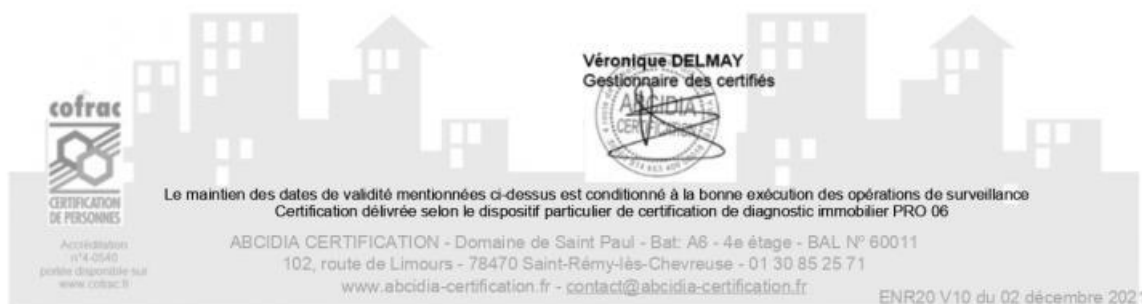 Véronique DELMAY
Gestionnaire des certifiés
cofrac
ABCIDIA
CERTIFICATION
CERTIFICATION
DE PERSONNES
Le maintien des dates de validité mentionnées ci-dessus est conditionné à la bonne exécution des opérations de surveillance
Certification délivrée selon le dispositif particulier de certification de diagnostic immobilier PRO 06
Accréditation
n°4-0540
portée disponible sur
www.cofrac.fr
ABCIDIA CERTIFICATION - Domaine de Saint Paul - Bat: A6 - 4e étage - BAL N° 60011
102, route de Limours - 78470 Saint-Rémy-lès-Chevreuse - 01 30 85 25 71
www.abcidia-certification.fr - contact@abcidia-certification.fr
ENR20 V10 du 02 décembre 202